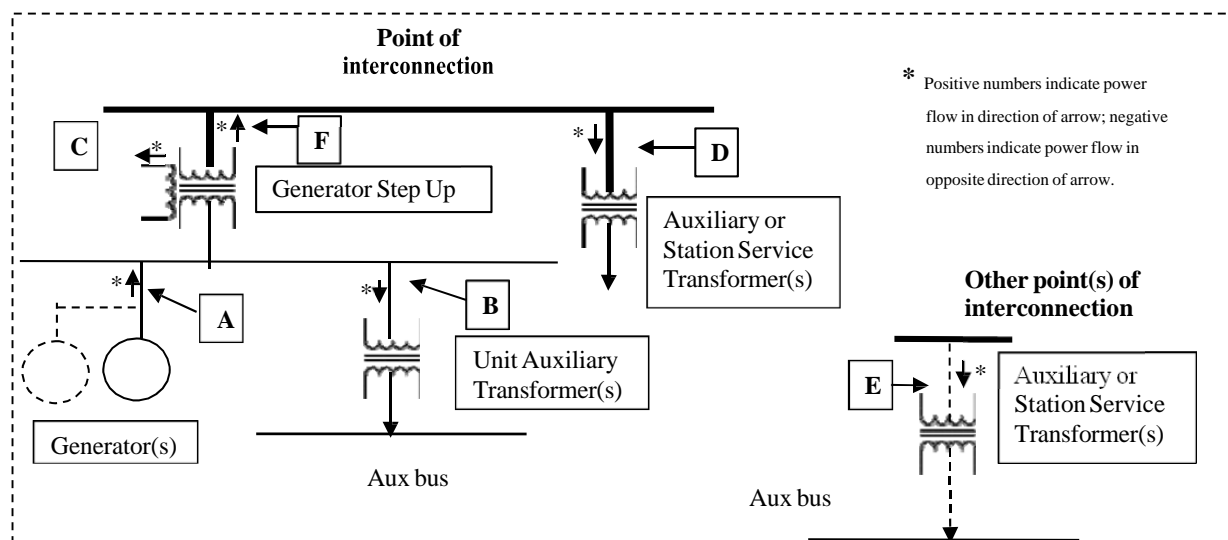 Point of
interconnection
* Positive numbers indicate power
flow in direction of arrow; negative
numbers indicate power flow in
opposite direction of arrow.
C
*
*
F
*
D
Generator Step Up
Auxiliary or
Station Service
Transformer(s)
*
A
*
B
Other point(s) of
interconnection
Unit Auxiliary
Transformer(s)
E
*
Auxiliary or
Station Service
Transformer(s)
Generator(s)
Aux bus
Aux bus